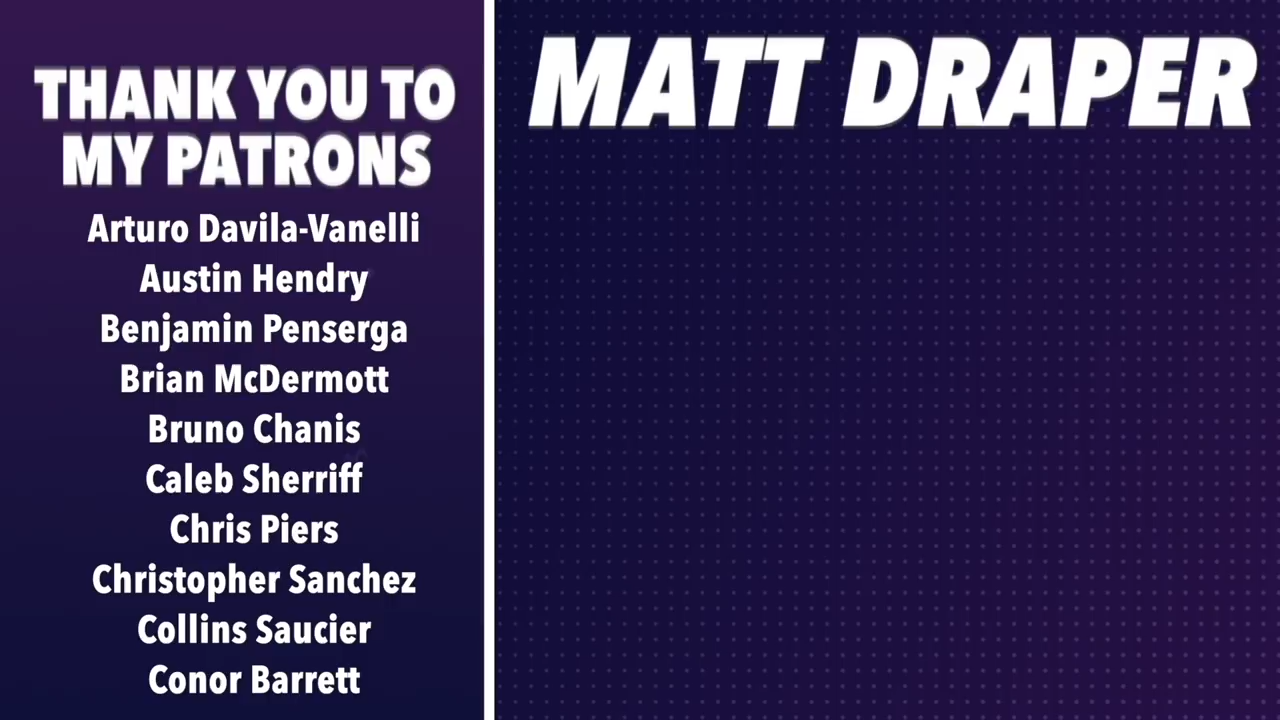 THANK YOU TO
MY PATRONS
Arturo Davila-Vanelli
Austin Hendry
Benjamin Penserga
Brian McDermott
Bruno Chanis
Caleb Sherriff
Chris Piers
Christopher Sanchez
Collins Saucier
Conor Barrett
MATT DRAPER